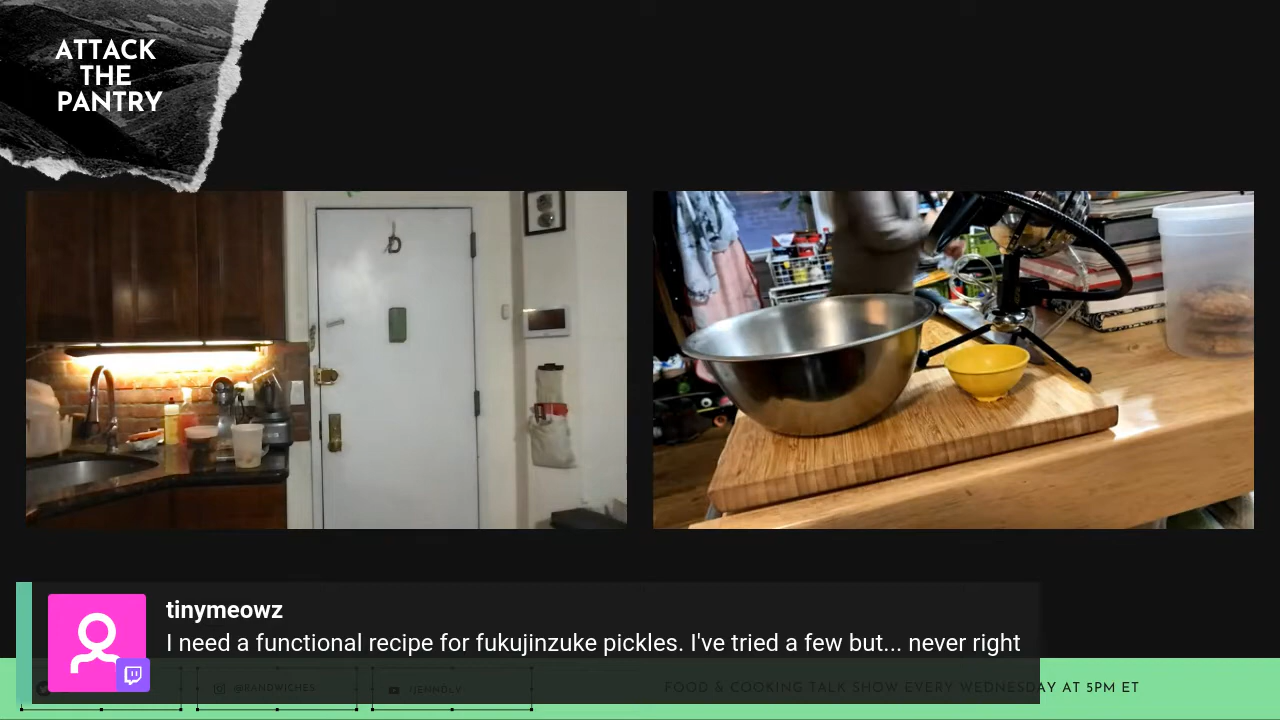 ATTACK
THE
PANTRY
D
tinymeowz
I need a functional recipe for fukujinzuke pickles. I've tried a few but... never right
@RANDWICHES
/JENNDLV
FOOD & COOKING TALK SHOW EVERY WEDNESDAY AT 5PM ET